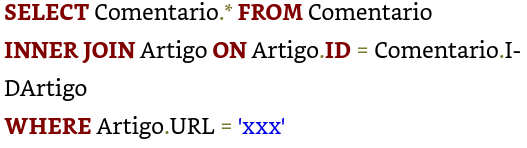 SELECT Comentario.* FROM Comentario
INNER JOIN Artigo ON Artigo.ID = Comentario.I-
DArtigo
WHERE Artigo.URL = 'xxx'